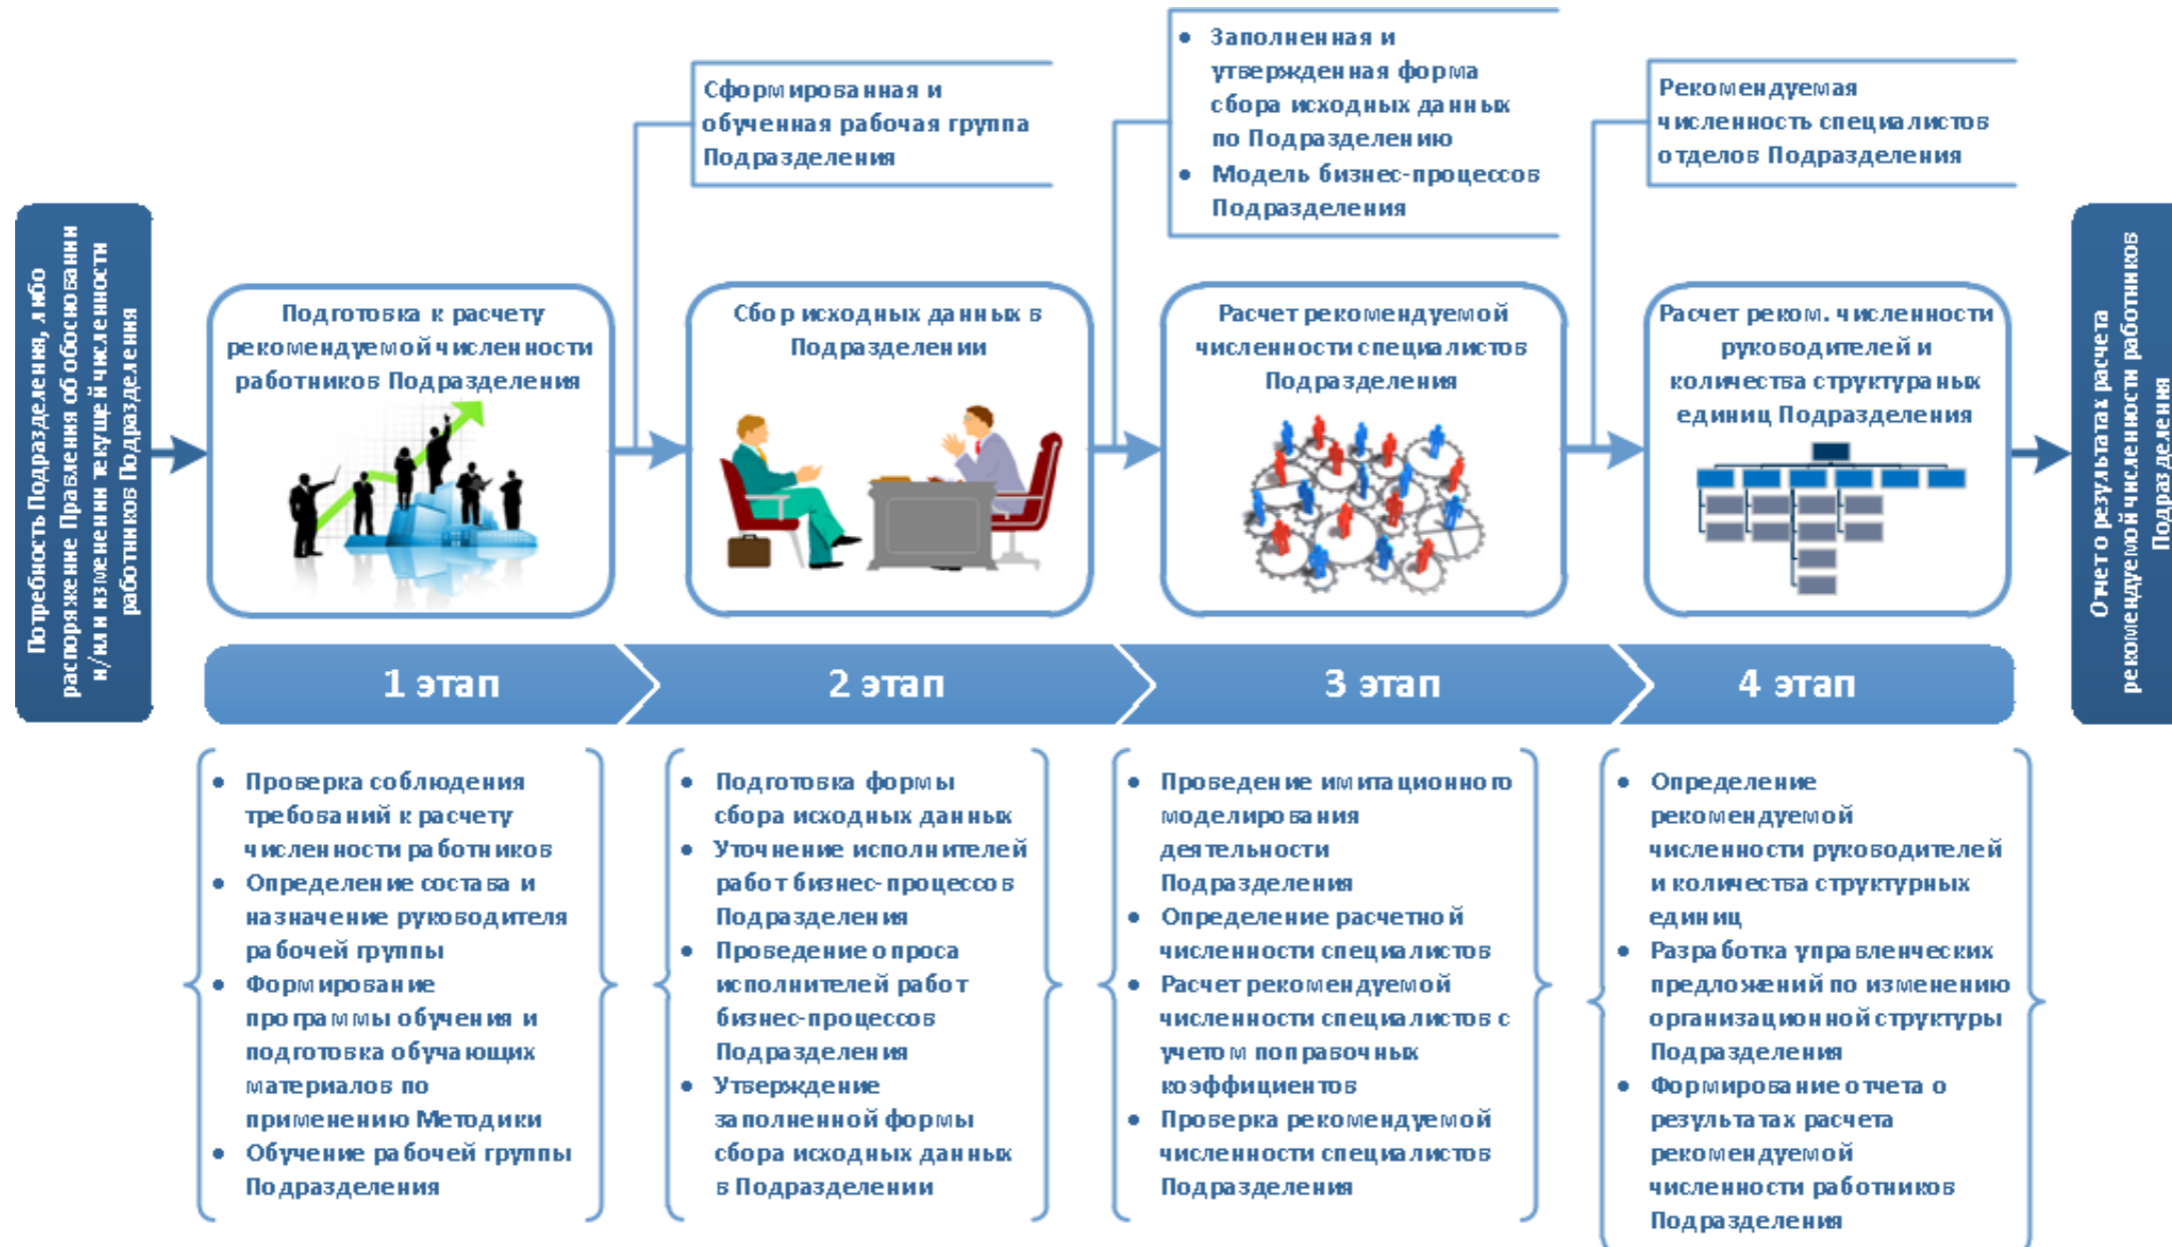 Потребность Подразделения, либо
распоряжение Правления об обосновании
и/или изменении текущей численности
работников Подразделения
Сформированная и
обученная рабочая группа
Подразделения
• Заполненная и
утвержденная форма
сбора исходных данных
по Подразделению
• Модель бизнес-процессов
Подразделения
Рекомендуемая
численность специалистов
отделов Подразделения
Подготовка к расчету
рекомендуемой численности
работников Подразделения
Сбор исходных данных в
Подразделении
Расчет рекомендуемой
численности специалистов
Подразделения
Расчет реком. численности
руководителей и
количества структураных
единиц Подразделения
Отчет о результатах расчета
рекомендуемой численности работников
Подразделения
1 этап
2 этап
3 этап
4 этап
• Проверка соблюдения
требований к расчету
численности работников
• Определение состава и
назначение руководителя
рабочей группы
• Формирование
программы обучения и
подготовка обучающих
материалов по
применению Методики
• Обучение рабочей группы
Подразделения
• Подготовка формы
сбора исходных данных
• Уточнение исполнителей
работ бизнес-процессов
Подразделения
• Проведение опроса
исполнителей работ
бизнес-процессов
Подразделения
• Утверждение
заполненной формы
сбора исходных данных
в Подразделении
• Проведение имитационного
моделирования
деятельности
Подразделения
• Определение расчетной
численности специалистов
• Расчет рекомендуемой
численности специалистов с
учетом поправочных
коэффициентов
• Проверка рекомендуемой
численности специалистов
Подразделения
• Определение
рекомендуемой
численности руководителей
и количества структурных
единиц
• Разработка управленческих
предложений по изменению
организационной структуры
Подразделения
• Формирование отчета о
результатах расчета
рекомендуемой
численности работников
Подразделения